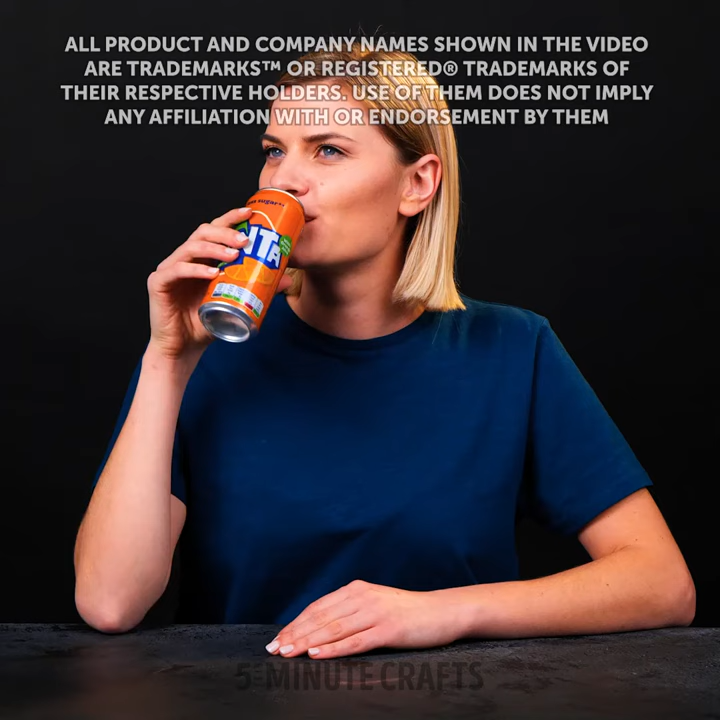 ALL PRODUCT AND COMPANY NAMES SHOWN IN THE VIDEO
ARE TRADEMARKS™ OR REGISTERED® TRADEMARKS OF
THEIR RESPECTIVE HOLDERS. USE OF THEM DOES NOT IMPLY
ANY AFFILIATION WITH OR ENDORSEMENT BY THEM
sugar
NTA
5-MINUTE CRAFTS